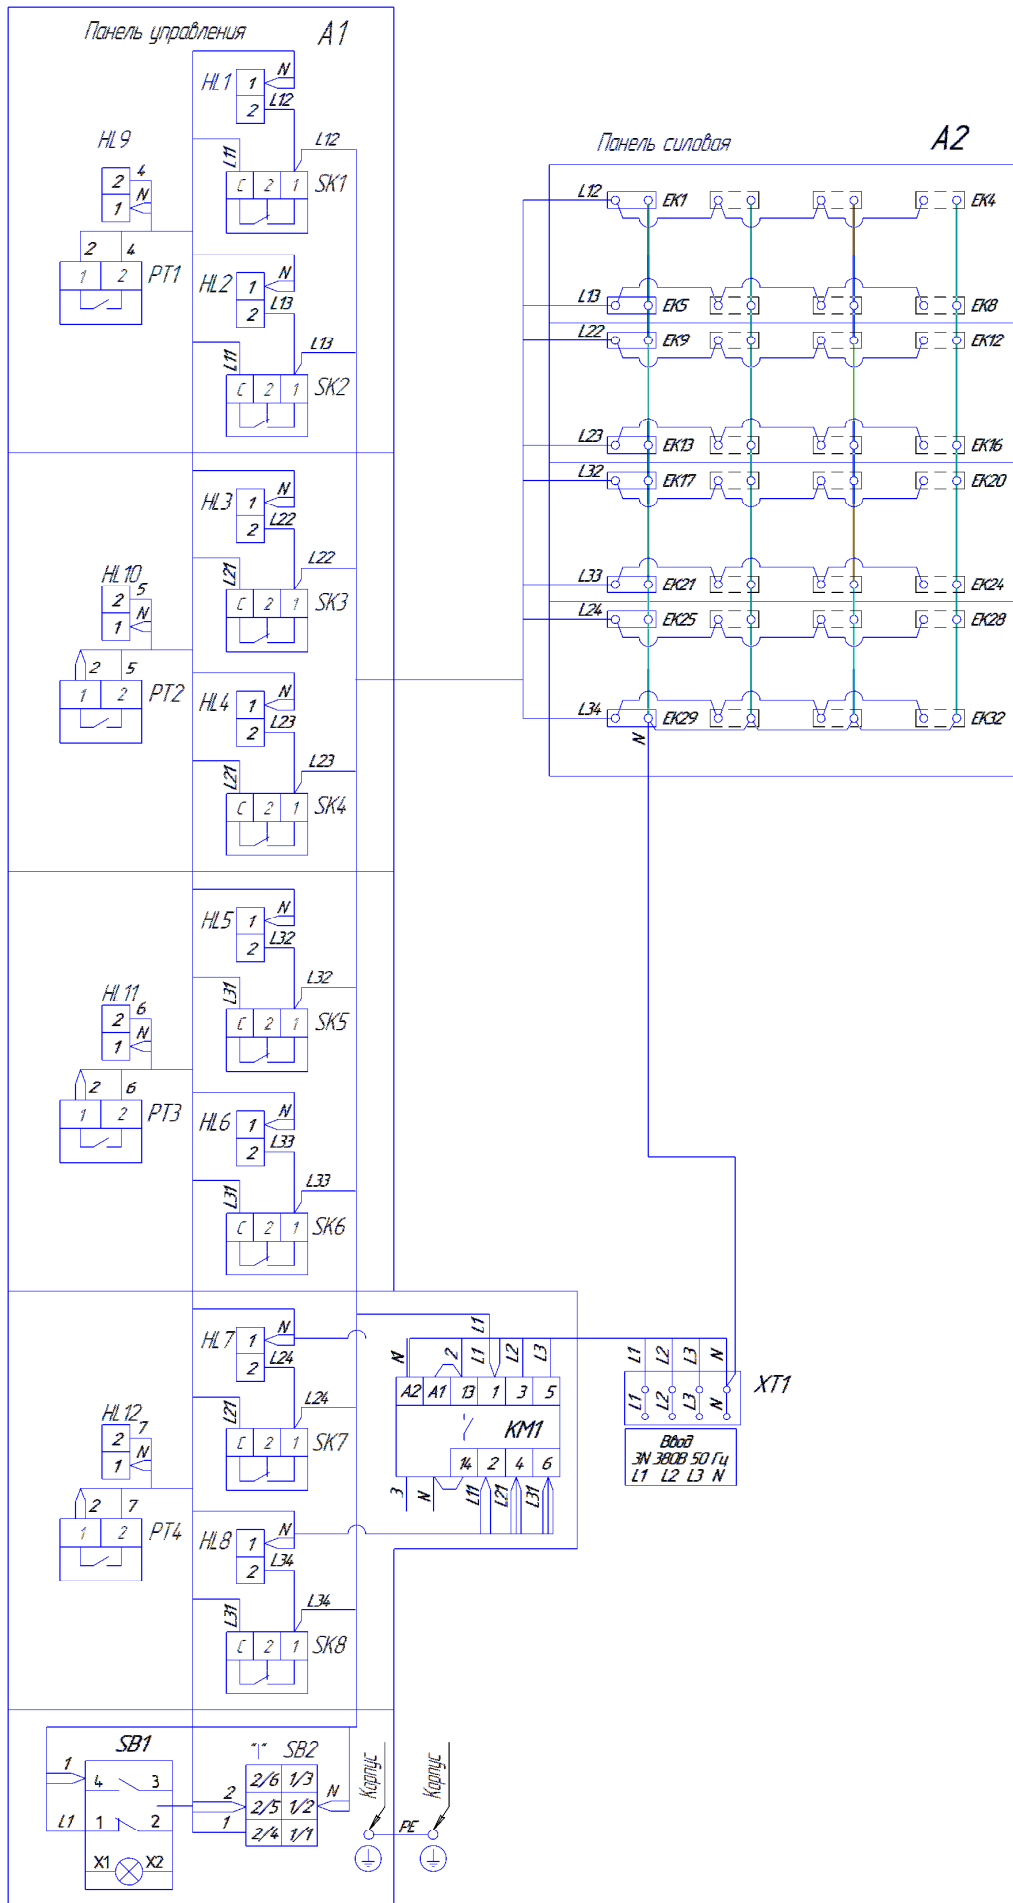 Панель управления A1
HL1 1 N
2 L12
L12
L11
C 2 1 SK1
HL9
2 4
1 N
2 4
1 2 PT1
HL2 1 N
2 L13
L13
L11
C 2 1 SK2
HL3 1 N
2 L22
L22
L21
C 2 1 SK3
HL10
2 5
1 N
2 5
1 2 PT2
HL4 1 N
2 L23
L23
L21
C 2 1 SK4
HL5 1 N
2 L32
L32
L31
C 2 1 SK5
HL11
2 6
1 N
2 6
1 2 PT3
HL6 1 N
2 L33
L33
L31
C 2 1 SK6
HL7 1 N
2 L24
L24
L21
C 2 1 SK7
HL12
2 7
1 N
2 7
1 2 PT4
HL8 1 N
2 L34
L34
L31
C 2 1 SK8
SB1
1
4 3
L1 1 2
X1 X2
"1" SB2
2/6 1/3
2 2/5 1/2 N
1 2/4 1/1
Корпус
Корпус
PE
Панель силовая A2
L12 EK1 EK4
L13 EK5 EK8
L22 EK9 EK12
L23 EK13 EK16
L32 EK17 EK20
L33 EK21 EK24
L24 EK25 EK28
L34 EK29 EK32
N
L1
N 2 L1 L2 L3
A2 A1 13 1 3 5
KM1
14 2 4 6
3 N L11 L21 L31
L1 L2 L3 N
XT1
L1 L2 L3 N
Ввод
3N 380В 50 Гц
L1 L2 L3 N